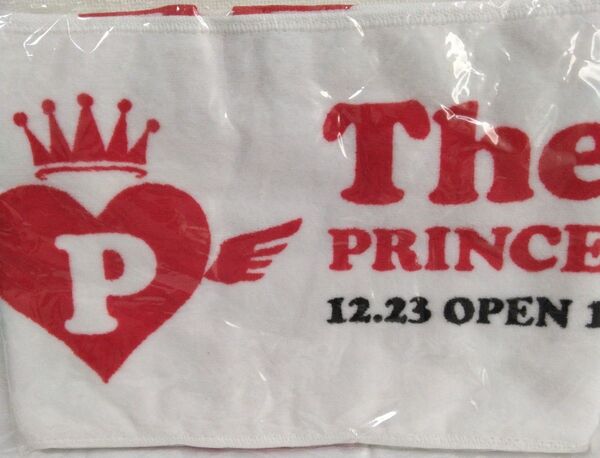 P
The
PRINCE
12.23 OPEN 1